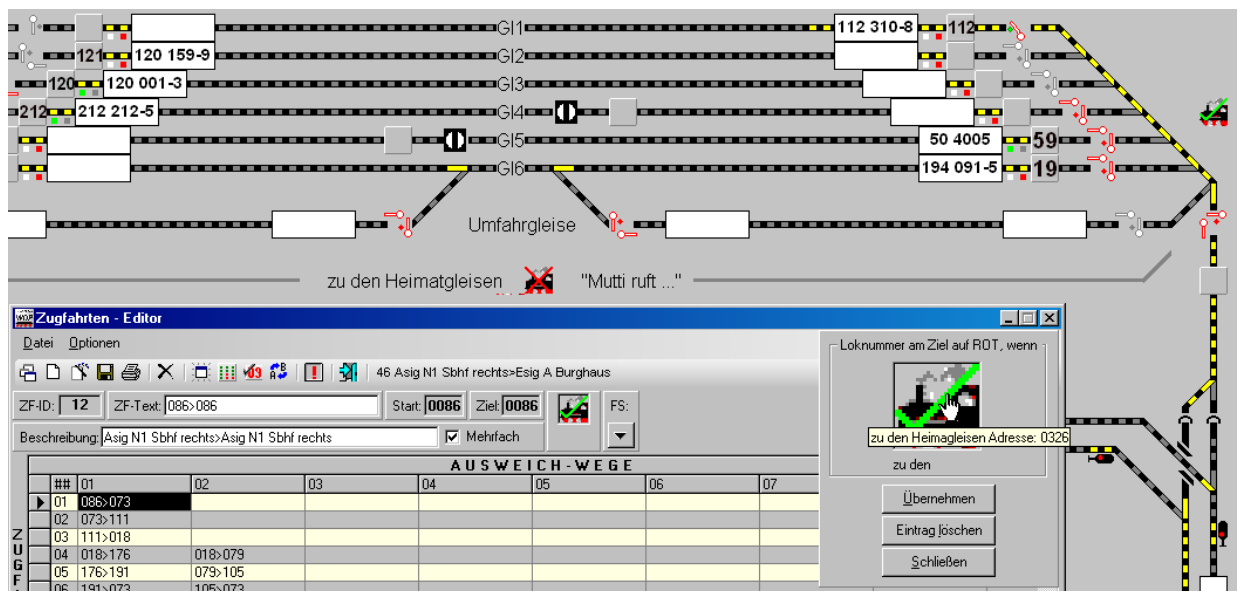 Gl1
112 310-8
112
121
120 159-9
Gl2
120
120 001-3
Gl3
212
212 212-5
Gl4
Gl5
50 4005
59
Gl6
194 091-5
19
Umfahrgleise
zu den Heimatgleisen
"Mutti ruft ..."
Zugfahrten - Editor
Datei Optionen
46 Asig N1 Sbhf rechts>Esig A Burghaus
ZF-ID: 12 ZF-Text: 086>086 Start: 0086 Ziel: 0086 FS:
Beschreibung: Asig N1 Sbhf rechts>Asig N1 Sbhf rechts Mehrfach
AUSWEICH-WEGE
## 01 02 03 04 05 06 07
01 086>073
02 073>111
03 111>018
04 018>176 018>079
05 176>191 079>105
06 191>073 105>073
Z
U
G
F
Loknummer am Ziel auf ROT, wenn
zu den Heimagleisen Adresse: 0326
zu den
Übernehmen
Eintrag löschen
Schließen